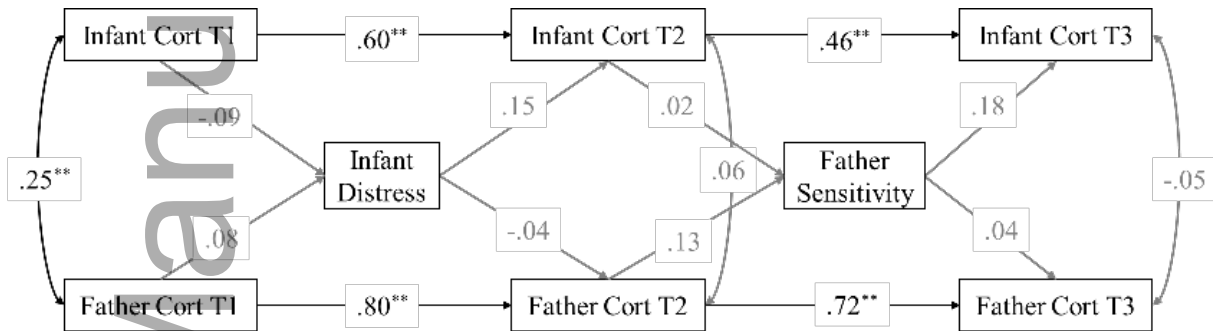 Infant Cort T1
.60**
Infant Cort T2
.46**
Infant Cort T3
-.09
.15
.02
.18
.25**
Infant
Distress
.06
Father
Sensitivity
-.05
.08
-.04
.13
.04
Father Cort T1
.80**
Father Cort T2
.72**
Father Cort T3
anu